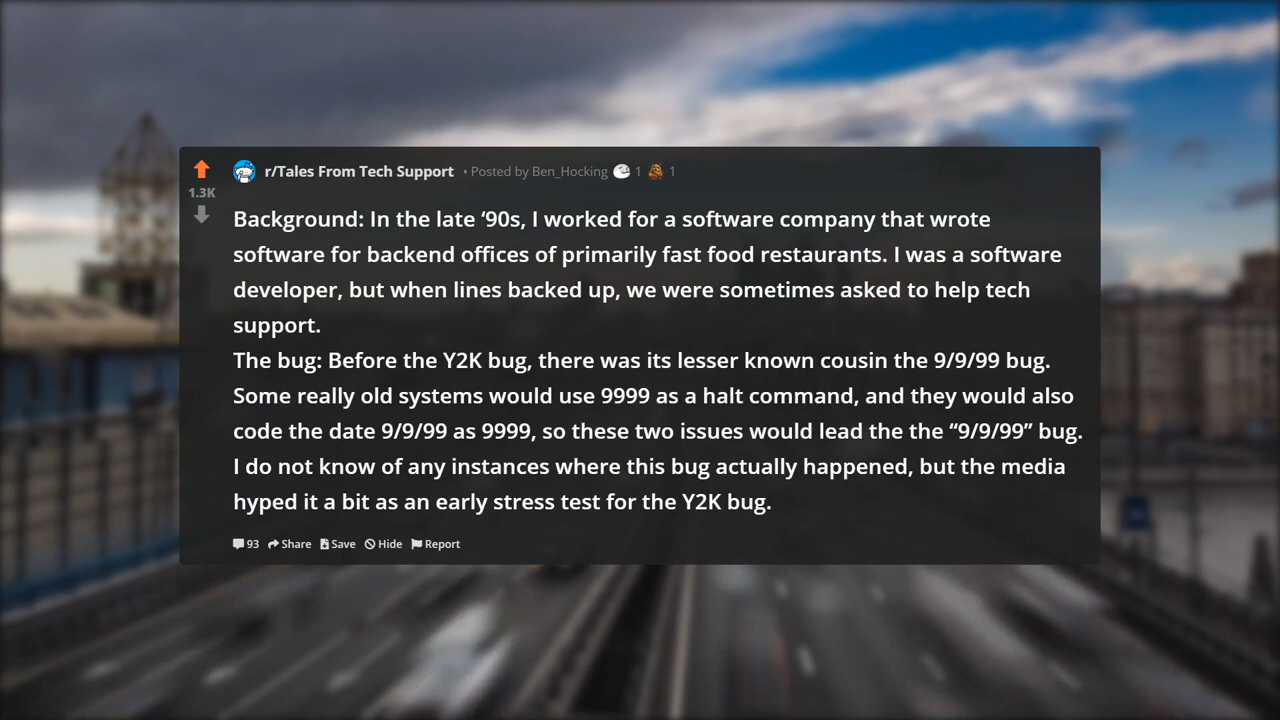 r/Tales From Tech Support • Posted by Ben_Hocking 1 1
1.3K
Background: In the late ‘90s, I worked for a software company that wrote
software for backend offices of primarily fast food restaurants. I was a software
developer, but when lines backed up, we were sometimes asked to help tech
support.
The bug: Before the Y2K bug, there was its lesser known cousin the 9/9/99 bug.
Some really old systems would use 9999 as a halt command, and they would also
code the date 9/9/99 as 9999, so these two issues would lead the the “9/9/99” bug.
I do not know of any instances where this bug actually happened, but the media
hyped it a bit as an early stress test for the Y2K bug.
93 Share Save Hide Report